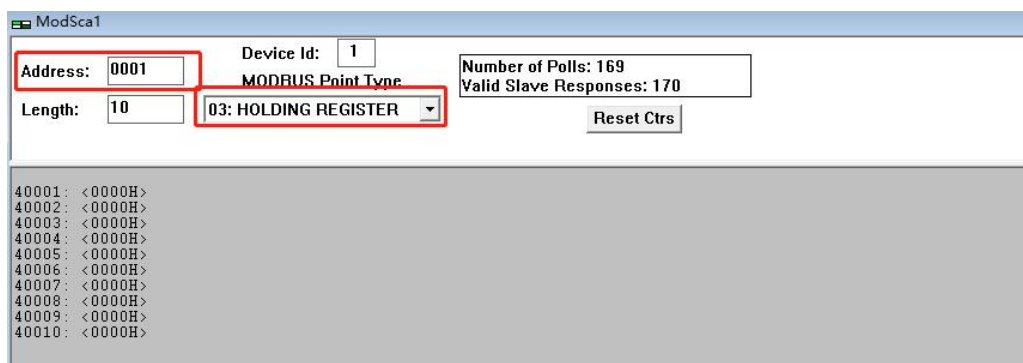 ModSca1
Device Id: 1
Address: 0001
MODBUS Point Type
Number of Polls: 169
Valid Slave Responses: 170
Length: 10
03: HOLDING REGISTER
Reset Ctrs
40001: <0000H>
40002: <0000H>
40003: <0000H>
40004: <0000H>
40005: <0000H>
40006: <0000H>
40007: <0000H>
40008: <0000H>
40009: <0000H>
40010: <0000H>